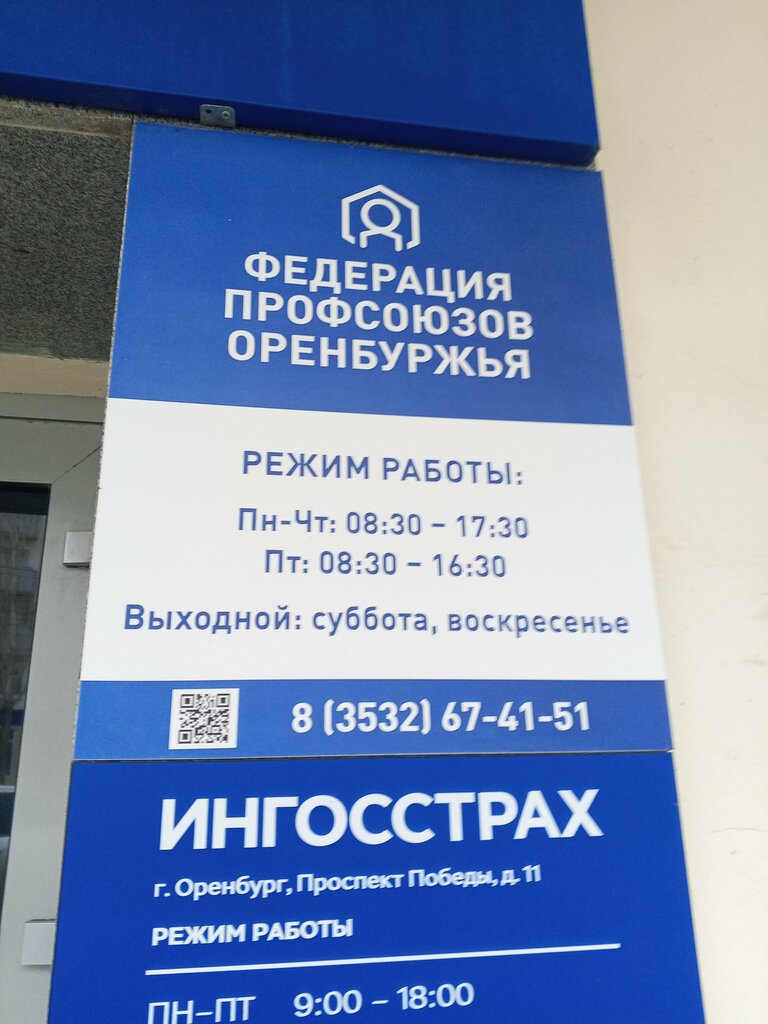 ФЕДЕРАЦИЯ
ПРОФСОЮЗОВ
ОРЕНБУРЖЬЯ
РЕЖИМ РАБОТЫ:
Пн-Чт: 08:30 – 17:30
Пт: 08:30 – 16:30
Выходной: суббота, воскресенье
8 (3532) 67-41-51
ИНГОССТРАХ
г. Оренбург, Проспект Победы, д. 11
РЕЖИМ РАБОТЫ
ПН–ПТ 9:00 – 18:00